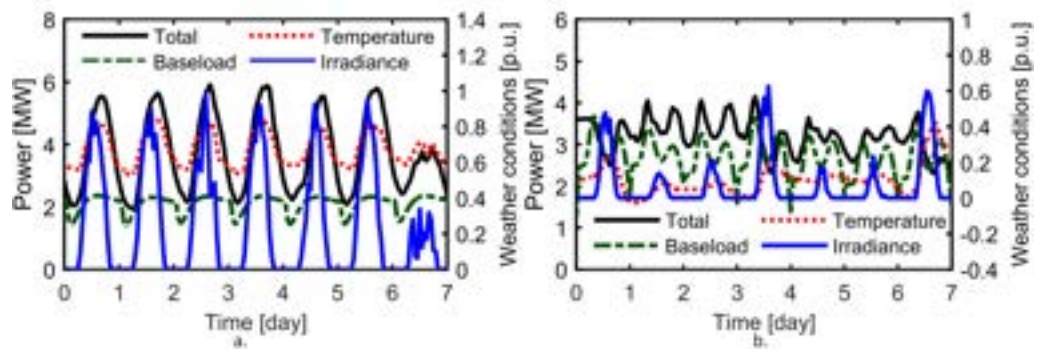 8
6
4
2
0
Power [MW]
1.4
1.2
1
0.8
0.6
0.4
0.2
0
Weather conditions [p.u.]
Total
Temperature
Baseload
Irradiance
0 1 2 3 4 5 6 7
Time [day]
a.
6
5
4
3
2
1
0
Power [MW]
1
0.8
0.6
0.4
0.2
0
-0.2
-0.4
Weather conditions [p.u.]
Total
Temperature
Baseload
Irradiance
0 1 2 3 4 5 6 7
Time [day]
b.